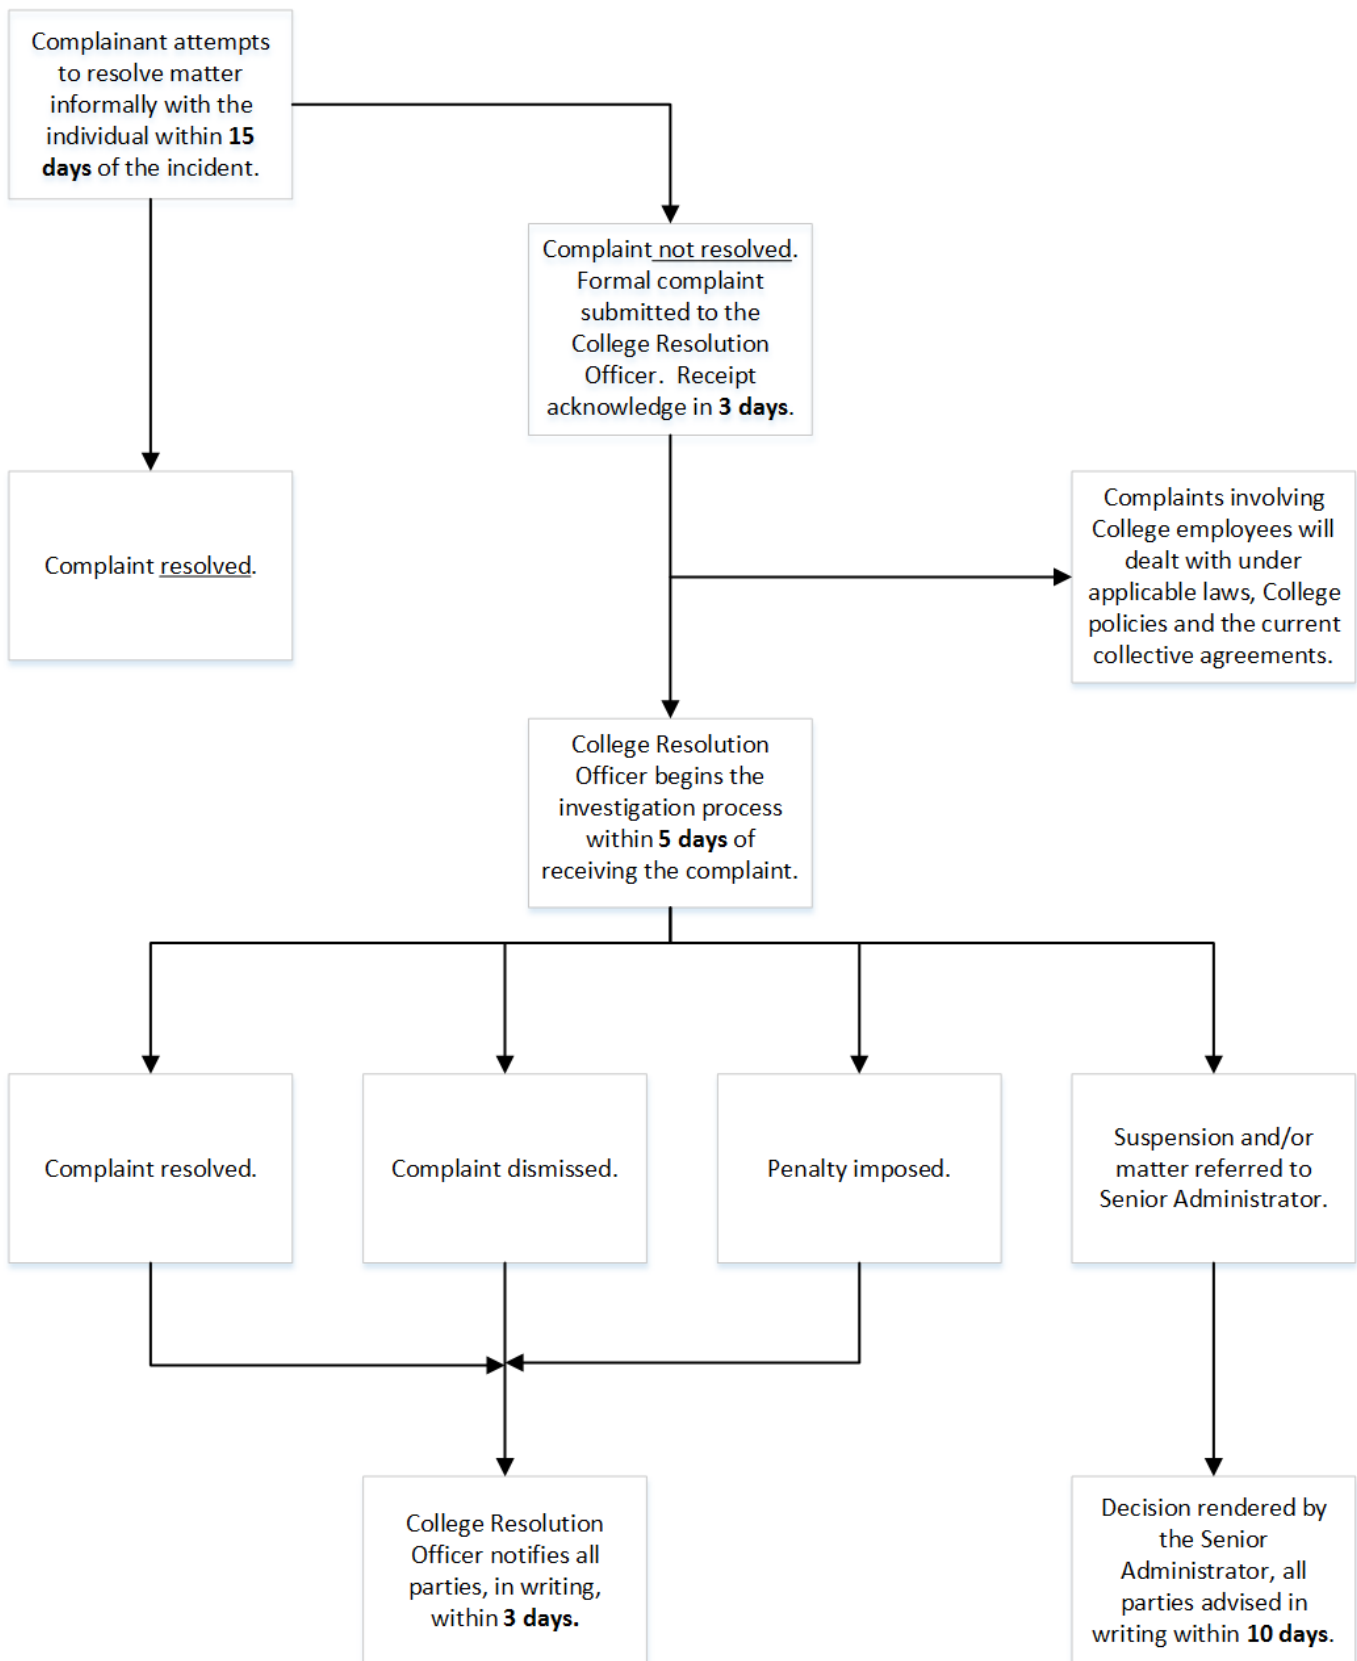 Complainant attempts
to resolve matter
informally with the
individual within 15
days of the incident.
Complaint not resolved.
Formal complaint
submitted to the
College Resolution
Officer. Receipt
acknowledge in 3 days.
Complaint resolved.
Complaints involving
College employees will
dealt with under
applicable laws, College
policies and the current
collective agreements.
College Resolution
Officer begins the
investigation process
within 5 days of
receiving the complaint.
Complaint resolved.
Complaint dismissed.
Penalty imposed.
Suspension and/or
matter referred to
Senior Administrator.
College Resolution
Officer notifies all
parties, in writing,
within 3 days.
Decision rendered by
the Senior
Administrator, all
parties advised in
writing within 10 days.